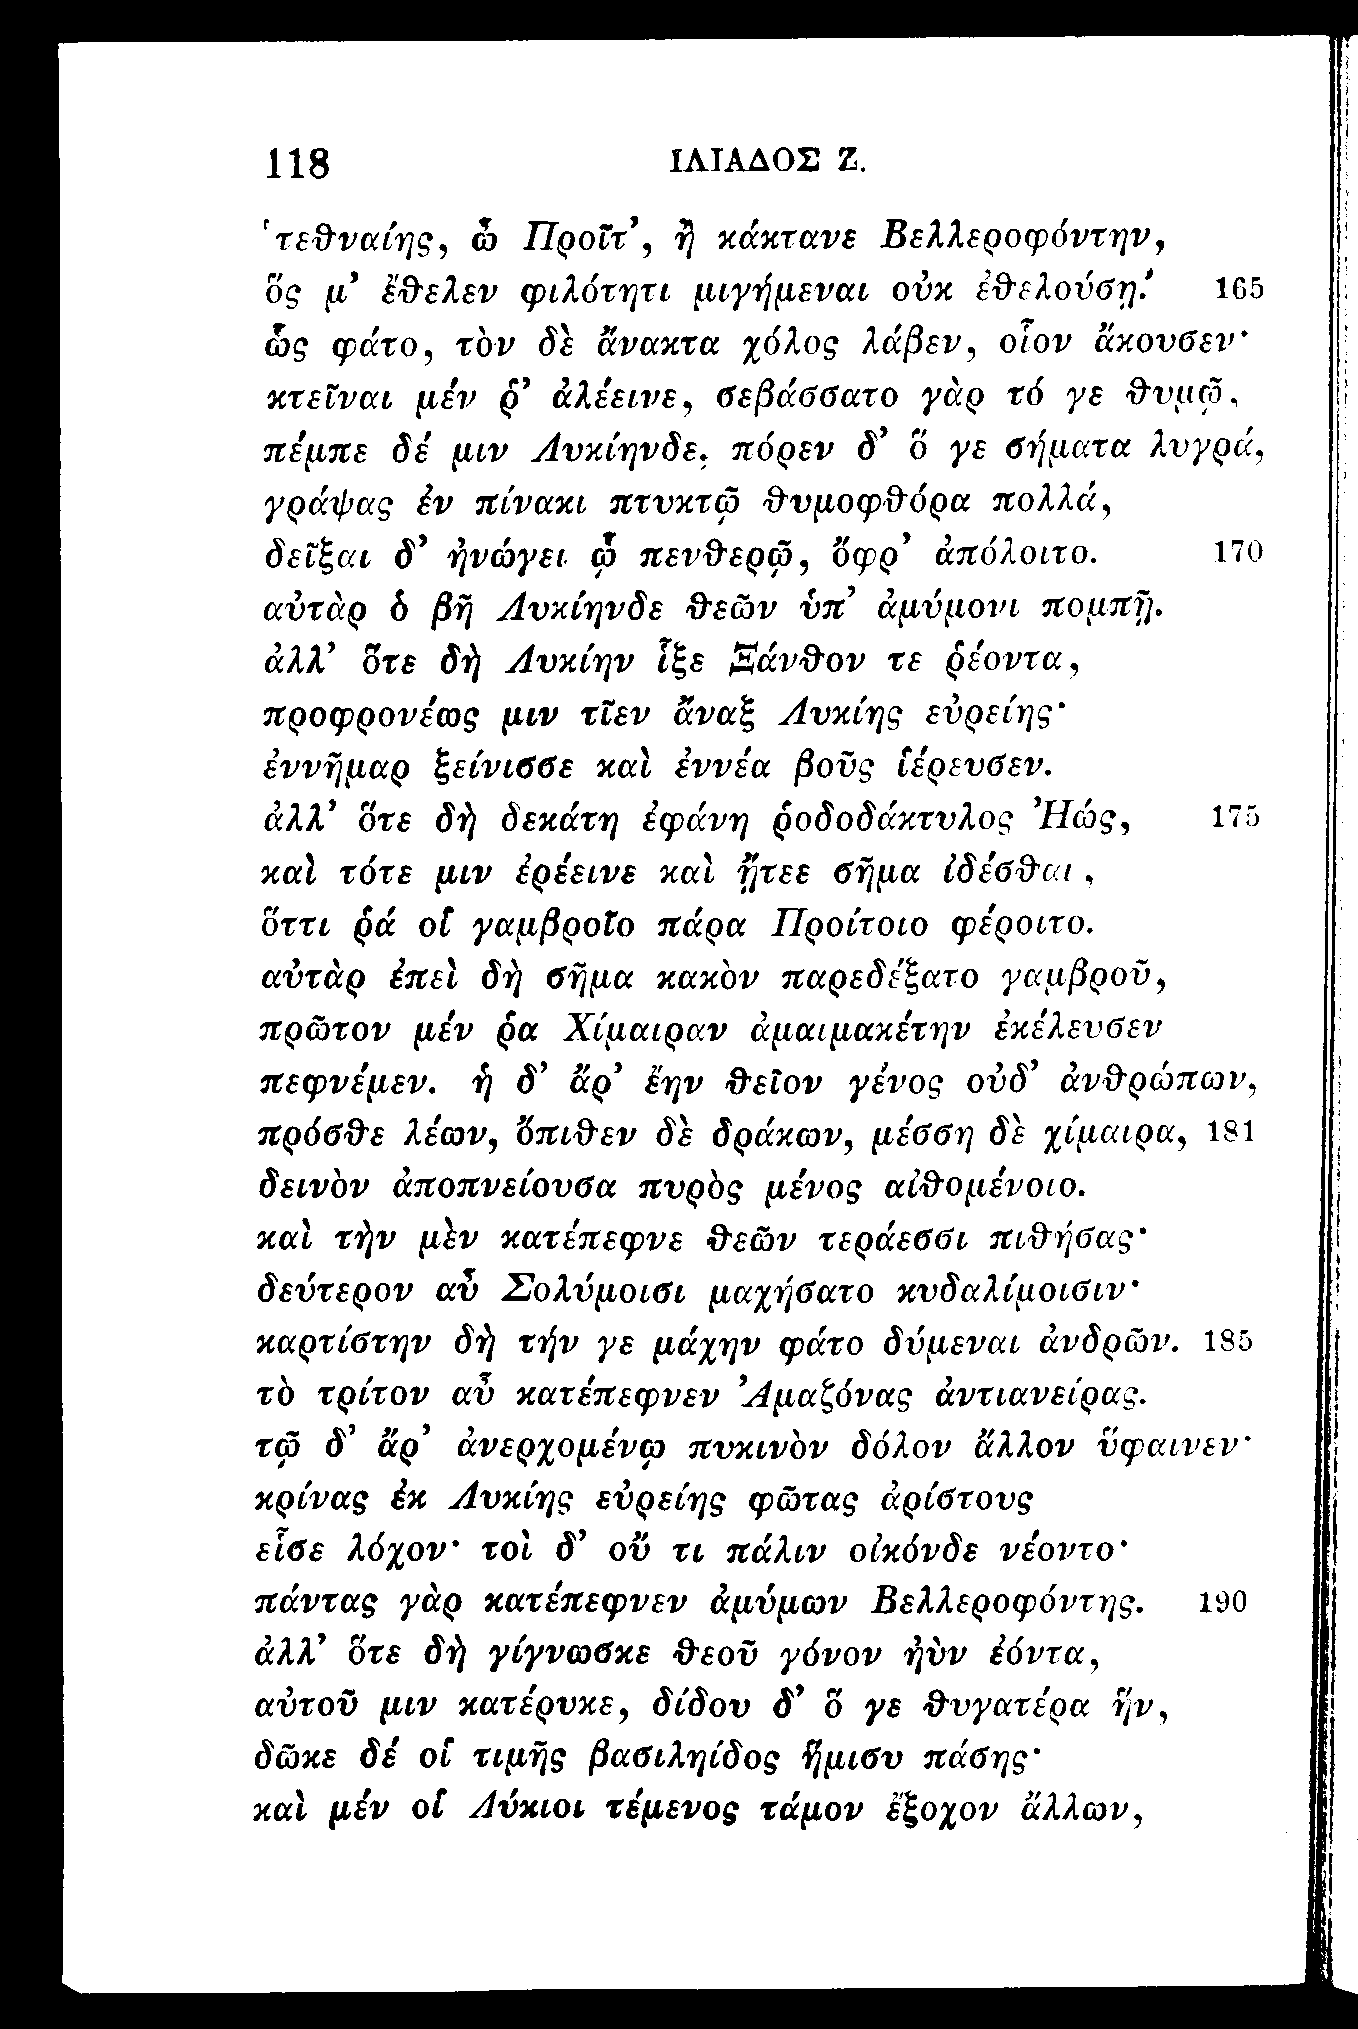 118 ΙΛΙΑΔΟΣ Ζ.
‘τεθναίης, ὦ Προῖτ’, ἢ κάκτανε Βελλεροφόντην,
ὅς μ’ ἔθελεν φιλότητι μιγήμεναι οὐκ ἐθελούσῃ.’ 165
ὣς φάτο, τὸν δὲ ἄνακτα χόλος λάβεν, οἷον ἄκουσεν·
κτεῖναι μέν ῥ’ ἀλέεινε, σεβάσσατο γὰρ τό γε θυμῷ,
πέμπε δέ μιν Λυκίηνδε, πόρεν δ’ ὅ γε σήματα λυγρά,
γράψας ἐν πίνακι πτυκτῷ θυμοφθόρα πολλά,
δεῖξαι δ’ ἠνώγει ᾧ πενθερῷ, ὄφρ’ ἀπόλοιτο. 170
αὐτὰρ ὁ βῆ Λυκίηνδε θεῶν ὑπ’ ἀμύμονι πομπῇ.
ἀλλ’ ὅτε δὴ Λυκίην ἷξε Ξάνθον τε ῥέοντα,
προφρονέως μιν τῖεν ἄναξ Λυκίης εὐρείης·
ἐννῆμαρ ξείνισσε καὶ ἐννέα βοῦς ἱέρευσεν.
ἀλλ’ ὅτε δὴ δεκάτη ἐφάνη ῥοδοδάκτυλος Ἠώς, 175
καὶ τότε μιν ἐρέεινε καὶ ᾔτεε σῆμα ἰδέσθαι,
ὅττι ῥά οἱ γαμβροῖο πάρα Προίτοιο φέροιτο.
αὐτὰρ ἐπεὶ δὴ σῆμα κακὸν παρεδέξατο γαμβροῦ,
πρῶτον μέν ῥα Χίμαιραν ἀμαιμακέτην ἐκέλευσεν
πεφνέμεν. ἡ δ’ ἄρ’ ἔην θεῖον γένος οὐδ’ ἀνθρώπων,
πρόσθε λέων, ὄπιθεν δὲ δράκων, μέσση δὲ χίμαιρα, 181
δεινὸν ἀποπνείουσα πυρὸς μένος αἰθομένοιο.
καὶ τὴν μὲν κατέπεφνε θεῶν τεράεσσι πιθήσας·
δεύτερον αὖ Σολύμοισι μαχήσατο κυδαλίμοισιν·
καρτίστην δὴ τήν γε μάχην φάτο δύμεναι ἀνδρῶν. 185
τὸ τρίτον αὖ κατέπεφνεν Ἀμαζόνας ἀντιανείρας.
τῷ δ’ ἄρ’ ἀνερχομένῳ πυκινὸν δόλον ἄλλον ὕφαινεν·
κρίνας ἐκ Λυκίης εὐρείης φῶτας ἀρίστους
εἷσε λόχον· τοὶ δ’ οὔ τι πάλιν οἰκόνδε νέοντο·
πάντας γὰρ κατέπεφνεν ἀμύμων Βελλεροφόντης. 190
ἀλλ’ ὅτε δὴ γίγνωσκε θεοῦ γόνον ἠὺν ἐόντα,
αὐτοῦ μιν κατέρυκε, δίδου δ’ ὅ γε θυγατέρα ἥν,
δῶκε δέ οἱ τιμῆς βασιληίδος ἥμισυ πάσης·
καὶ μέν οἱ Λύκιοι τέμενος τάμον ἔξοχον ἄλλων,